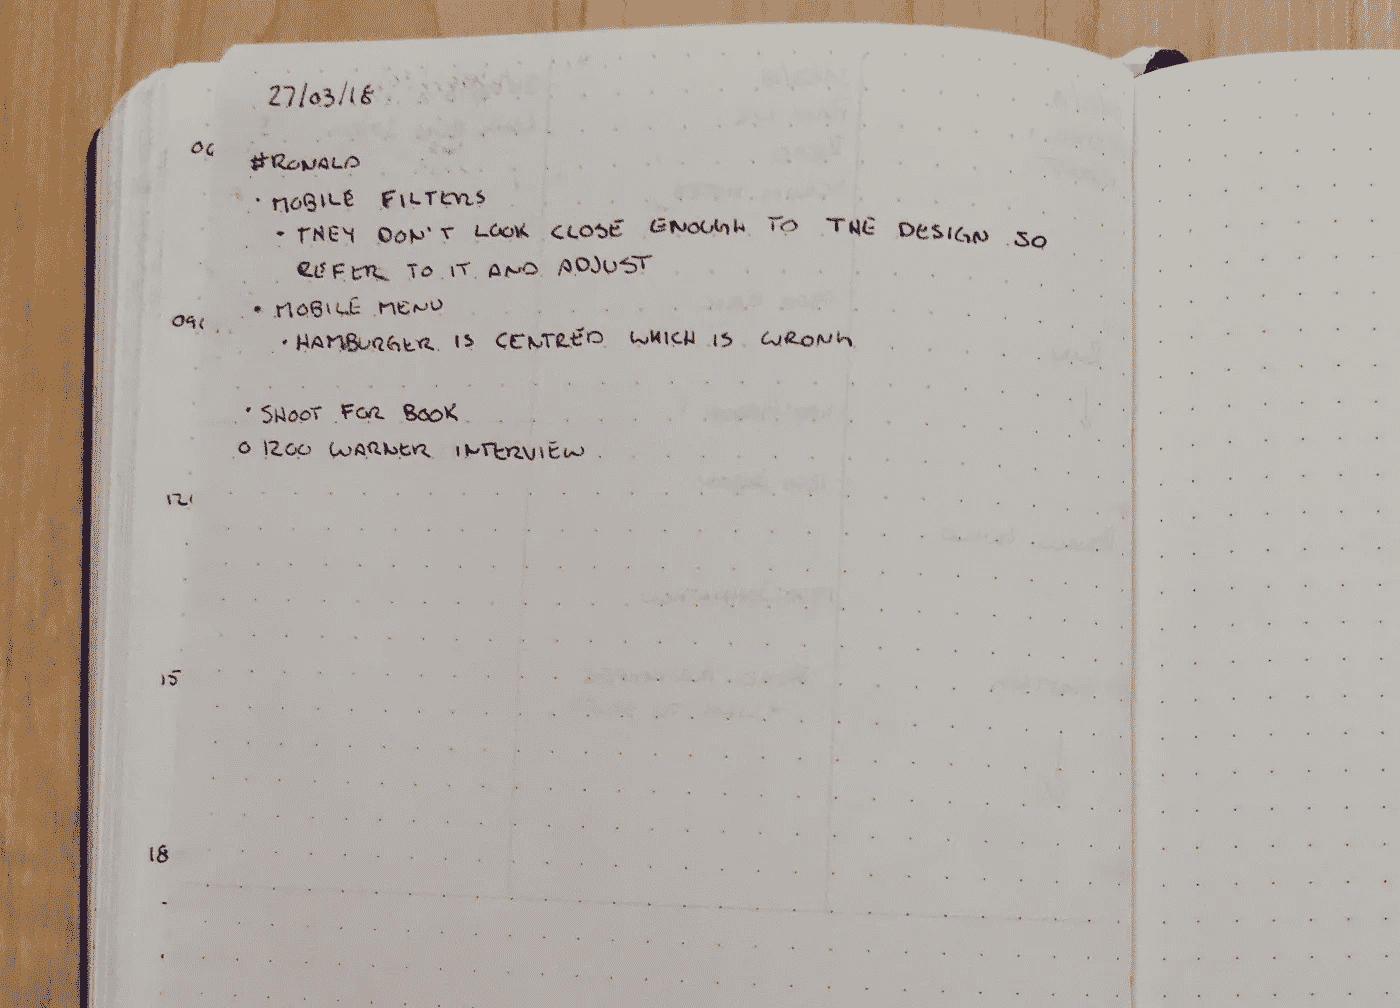 27/03/18
#RONALD
· MOBILE FILTERS
· THEY DON'T LOOK CLOSE ENOUGH TO THE DESIGN SO
REFER TO IT AND ADJUST
· MOBILE MENU
· HAMBURGER IS CENTRED WHICH IS WRONG
· SHOOT FOR BOOK
O 1200 WARNER INTERVIEW
06
09
12
15
18